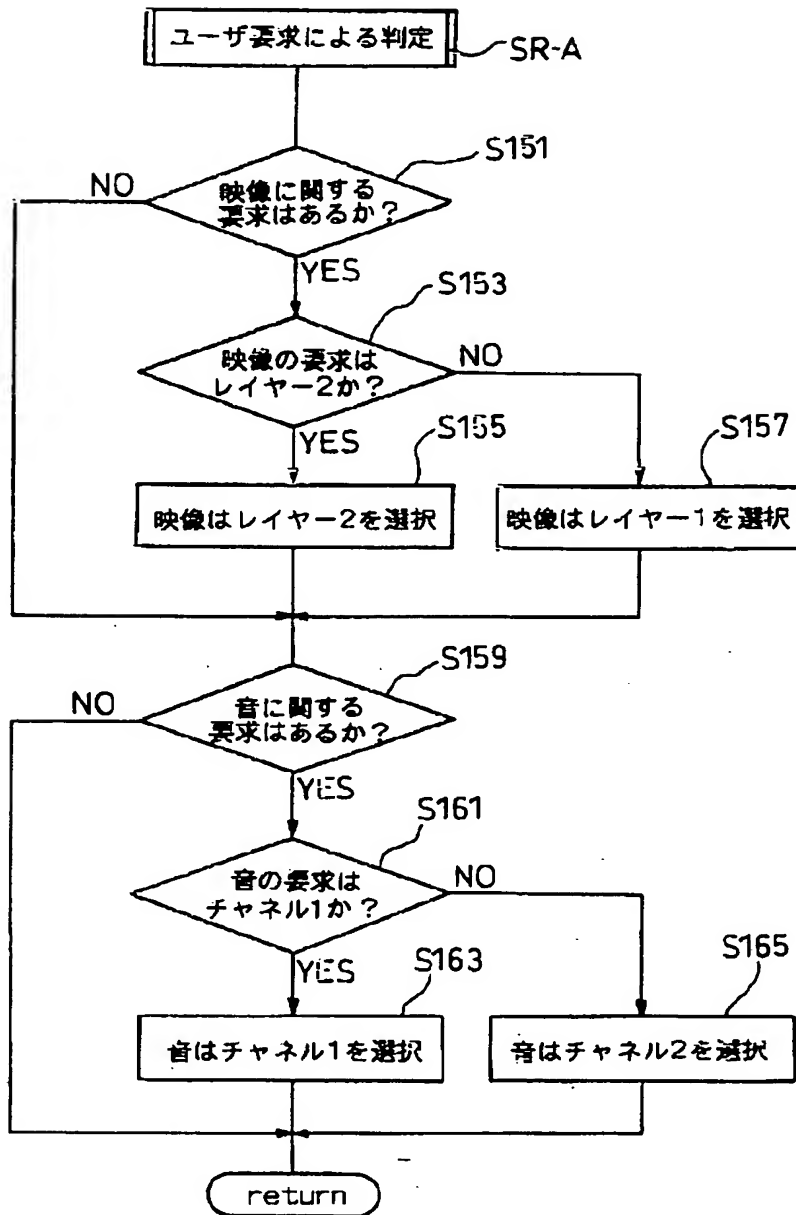 ユーザ要求による判定
SR-A
S151
NO
映像に関する
要求はあるか?
YES
S153
映像の要求は
レイヤー2か?
NO
YES
S155
S157
映像はレイヤー2を選択
映像はレイヤー1を選択
S159
NO
音に関する
要求はあるか?
YES
S161
音の要求は
チャネル1か?
NO
YES
S163
S165
音はチャネル1を選択
音はチャネル2を選択
return